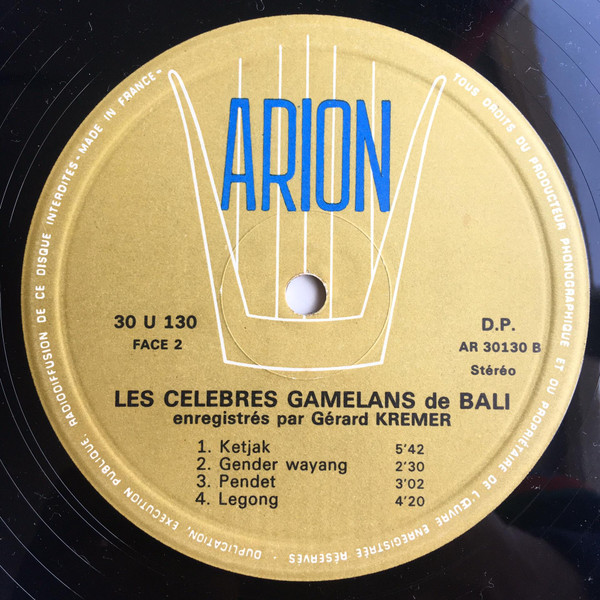 ARION
30 U 130
FACE 2
D.P.
AR 30130 B
Stéréo
LES CELEBRES GAMELANS de BALI
enregistrés par Gérard KREMER
1. Ketjak 5'42
2. Gender wayang 2'30
3. Pendet 3'02
4. Legong 4'20
TOUS DROITS DU PRODUCTEUR PHONOGRAPHIQUE ET DU PROPRIÉTAIRE DE L'ŒUVRE ENREGISTRÉE RÉSERVÉS - DUPLICATION, EXÉCUTION PUBLIQUE, RADIODIFFUSION DE CE DISQUE INTERDITES - MADE IN FRANCE -